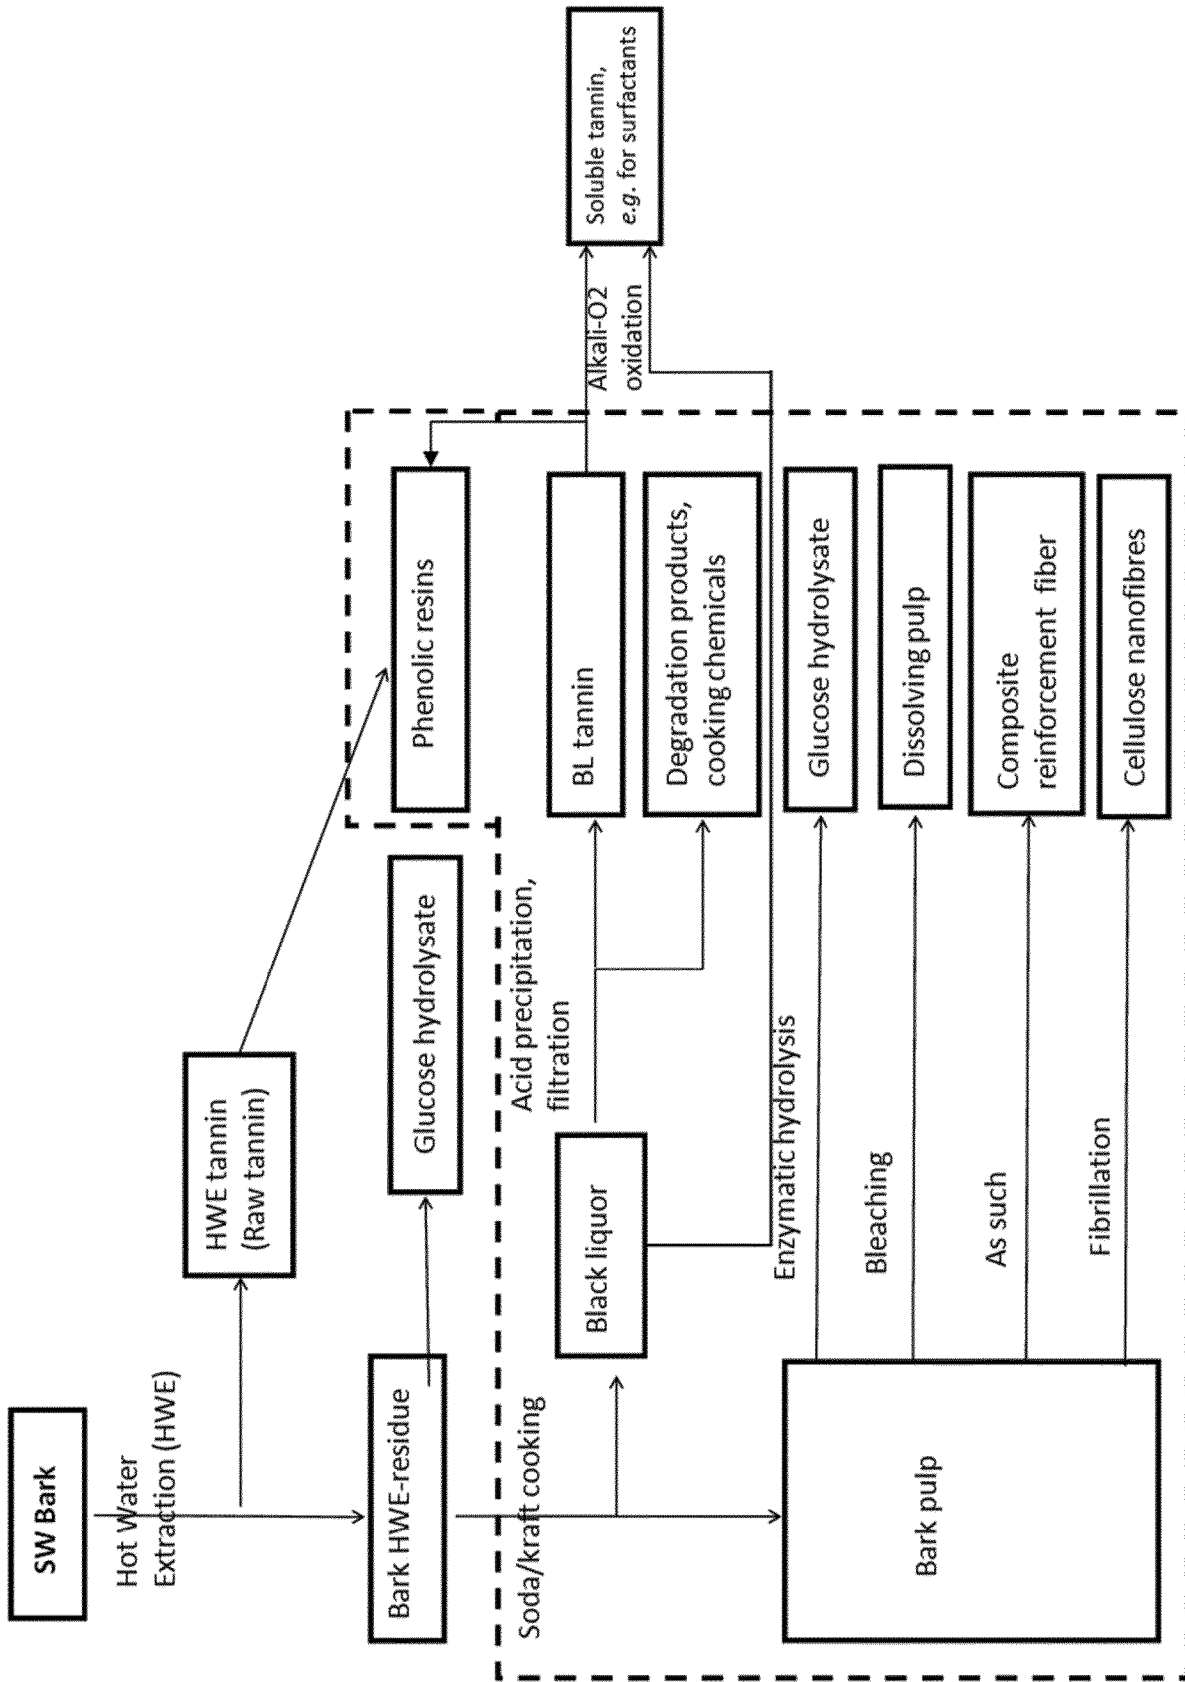 SW Bark
Hot Water
Extraction (HWE)
HWE tannin
(Raw tannin)
Bark HWE-residue
Glucose hydrolysate
Phenolic resins
Soda/kraft cooking
Black liquor
Acid precipitation,
filtration
BL tannin
Degradation products,
cooking chemicals
Alkali-O2
oxidation
Soluble tannin,
e.g. for surfactants
Bark pulp
Enzymatic hydrolysis
Glucose hydrolysate
Bleaching
Dissolving pulp
As such
Composite
reinforcement fiber
Fibrillation
Cellulose nanofibres